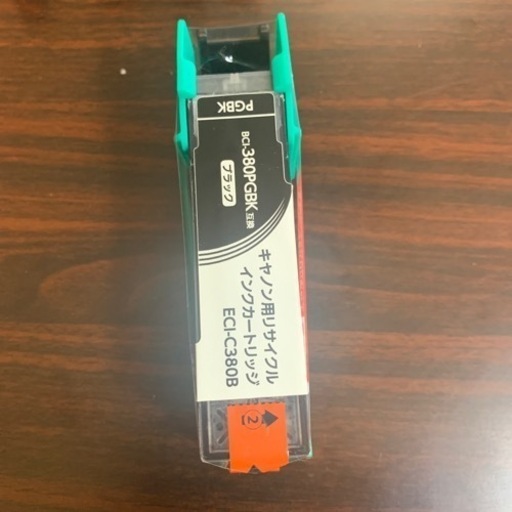 PGBK
BCI-380PGBK互換
ブラック
キヤノン用リサイクル
インクカートリッジ
ECI-C380B
②